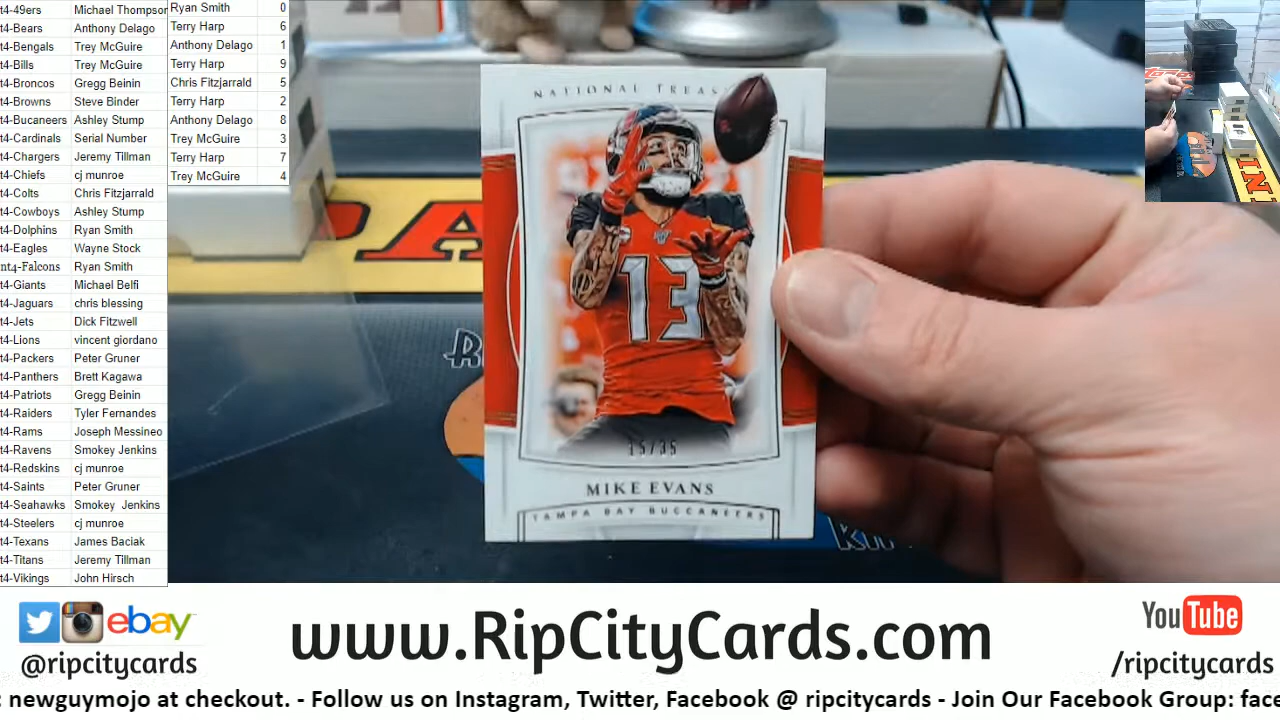 t4-49ers Michael Thompson
t4-Bears Anthony Delago
t4-Bengals Trey McGuire
t4-Bills Trey McGuire
t4-Broncos Gregg Beinin
t4-Browns Steve Binder
t4-Bucaneers Ashley Stump
t4-Cardinals Serial Number
t4-Chargers Jeremy Tillman
t4-Chiefs cj munroe
t4-Colts Chris Fitzjarrald
t4-Cowboys Ashley Stump
t4-Dolphins Ryan Smith
t4-Eagles Wayne Stock
nt4-Falcons Ryan Smith
t4-Giants Michael Belfi
t4-Jaguars chris blessing
t4-Jets Dick Fitzwell
t4-Lions vincent giordano
t4-Packers Peter Gruner
t4-Panthers Brett Kagawa
t4-Patriots Gregg Beinin
t4-Raiders Tyler Fernandes
t4-Rams Joseph Messineo
t4-Ravens Smokey Jenkins
t4-Redskins cj munroe
t4-Saints Peter Gruner
t4-Seahawks Smokey Jenkins
t4-Steelers cj munroe
t4-Texans James Baciak
t4-Titans Jeremy Tillman
t4-Vikings John Hirsch
Ryan Smith 0
Terry Harp 6
Anthony Delago 1
Terry Harp 9
Chris Fitzjarrald 5
Terry Harp 2
Anthony Delago 8
Trey McGuire 3
Terry Harp 7
Trey McGuire 4
NATIONAL TREAS
13
15/35
MIKE EVANS
TAMPA BAY BUCCANEERS
ebay
@ripcitycards
www.RipCityCards.com
YouTube
/ripcitycards
: newguymojo at checkout. - Follow us on Instagram, Twitter, Facebook @ ripcitycards - Join Our Facebook Group: face